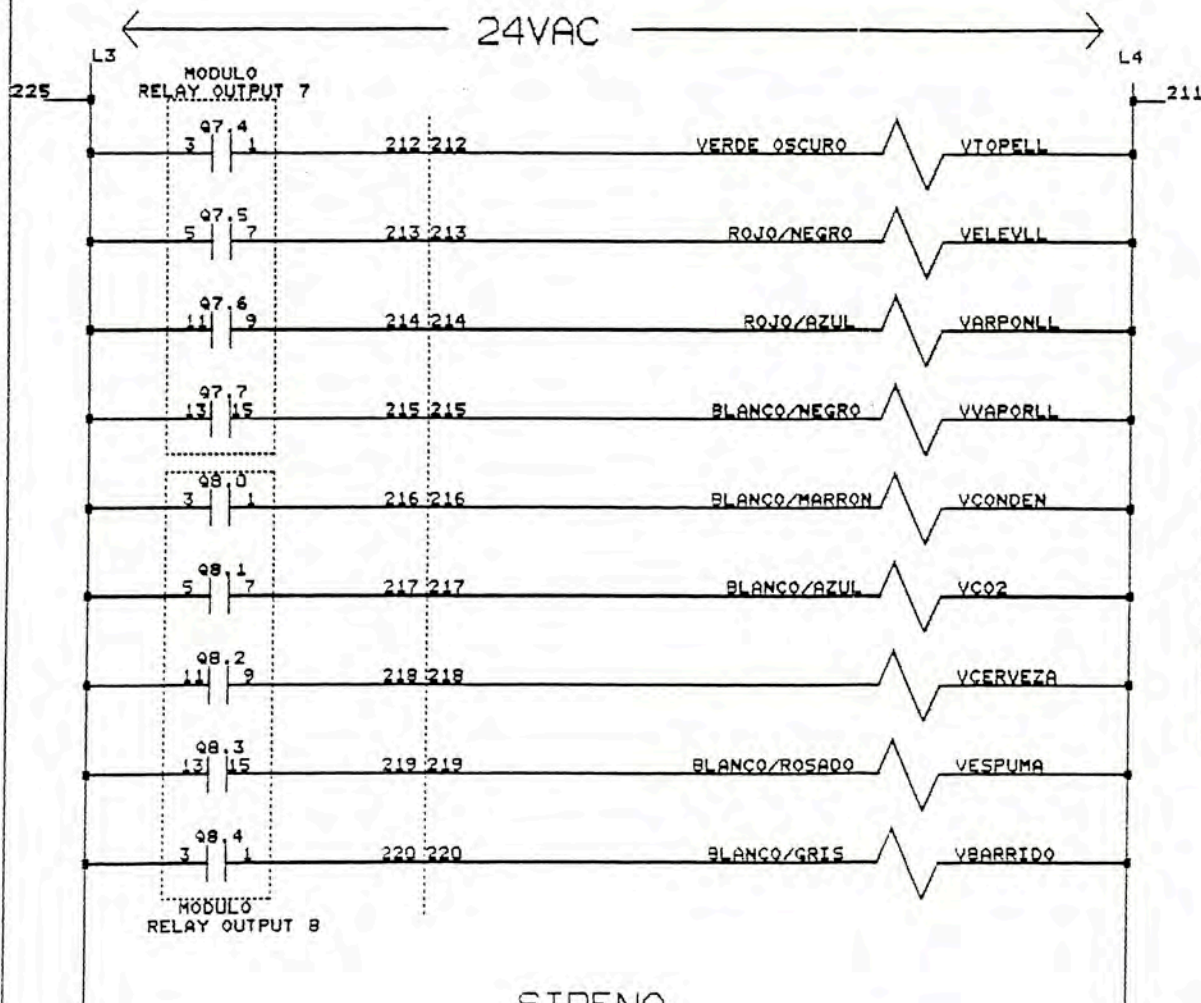 24VAC
L3
L4
MODULO
RELAY OUTPUT 7
225
211
Q7.4
3 1 212 212 VERDE OSCURO VTOPELL
Q7.5
5 7 213 213 ROJO/NEGRO VELEVLL
Q7.6
11 9 214 214 ROJO/AZUL VARPONLL
Q7.7
13 15 215 215 BLANCO/NEGRO VVAPORLL
Q8.0
3 1 216 216 BLANCO/MARRON VCONDEN
Q8.1
5 7 217 217 BLANCO/AZUL VCO2
Q8.2
11 9 218 218 VCERVEZA
Q8.3
13 15 219 219 BLANCO/ROSADO VESPUMA
Q8.4
3 1 220 220 BLANCO/GRIS VBARRIDO
MODULO
RELAY OUTPUT 8